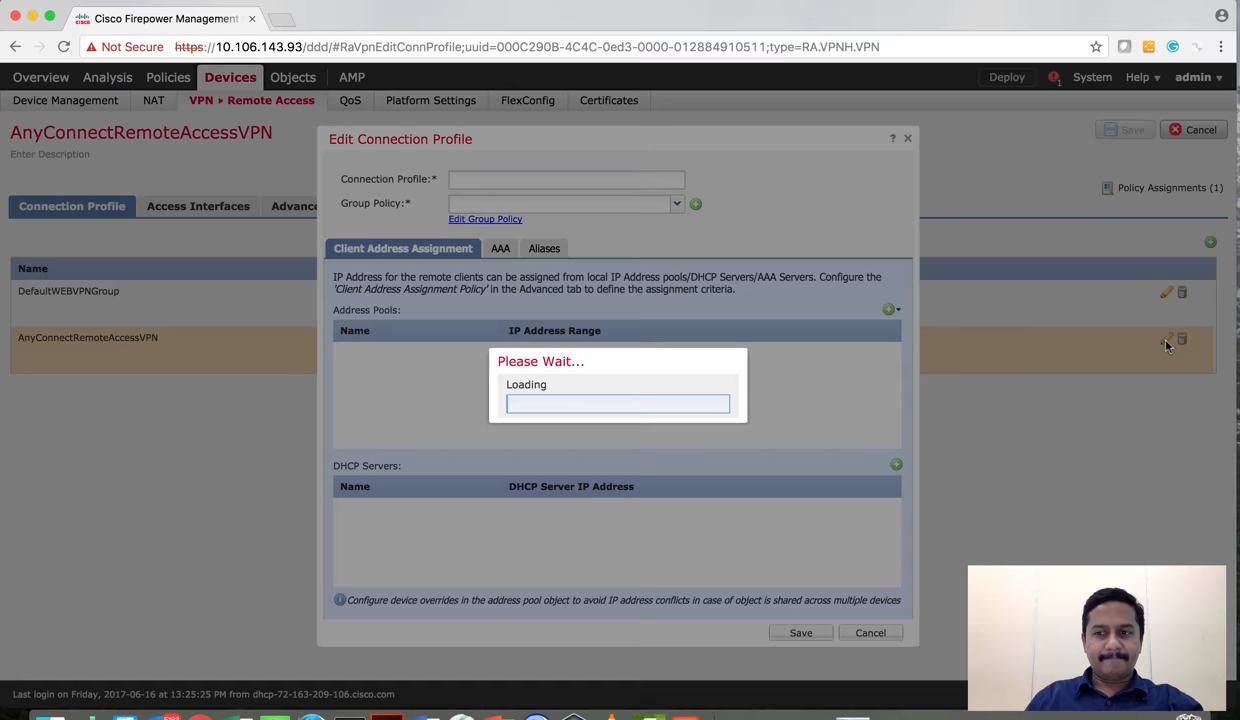 Cisco Firepower Management
Not Secure https://10.106.143.93/ddd/#RaVpnEditConnProfile;uuid=000C290B-4C4C-0ed3-0000-012884910511;type=RA.VPNH.VPN
Overview Analysis Policies Devices Objects AMP Deploy 1 System Help admin
Device Management NAT VPN ▸ Remote Access QoS Platform Settings FlexConfig Certificates
AnyConnectRemoteAccessVPN
Enter Description
Save Cancel
Policy Assignments (1)
Connection Profile Access Interfaces Advance
Name
DefaultWEBVPNGroup
AnyConnectRemoteAccessVPN
Edit Connection Profile
?
Connection Profile:*
Group Policy:*
Edit Group Policy
Client Address Assignment AAA Aliases
IP Address for the remote clients can be assigned from local IP Address pools/DHCP Servers/AAA Servers. Configure the
'Client Address Assignment Policy' in the Advanced tab to define the assignment criteria.
Address Pools:
Name IP Address Range
Please Wait...
Loading
DHCP Servers:
Name DHCP Server IP Address
Configure device overrides in the address pool object to avoid IP address conflicts in case of object is shared across multiple devices
Save Cancel
Last login on Friday, 2017-06-16 at 13:25:25 PM from dhcp-72-163-209-106.cisco.com